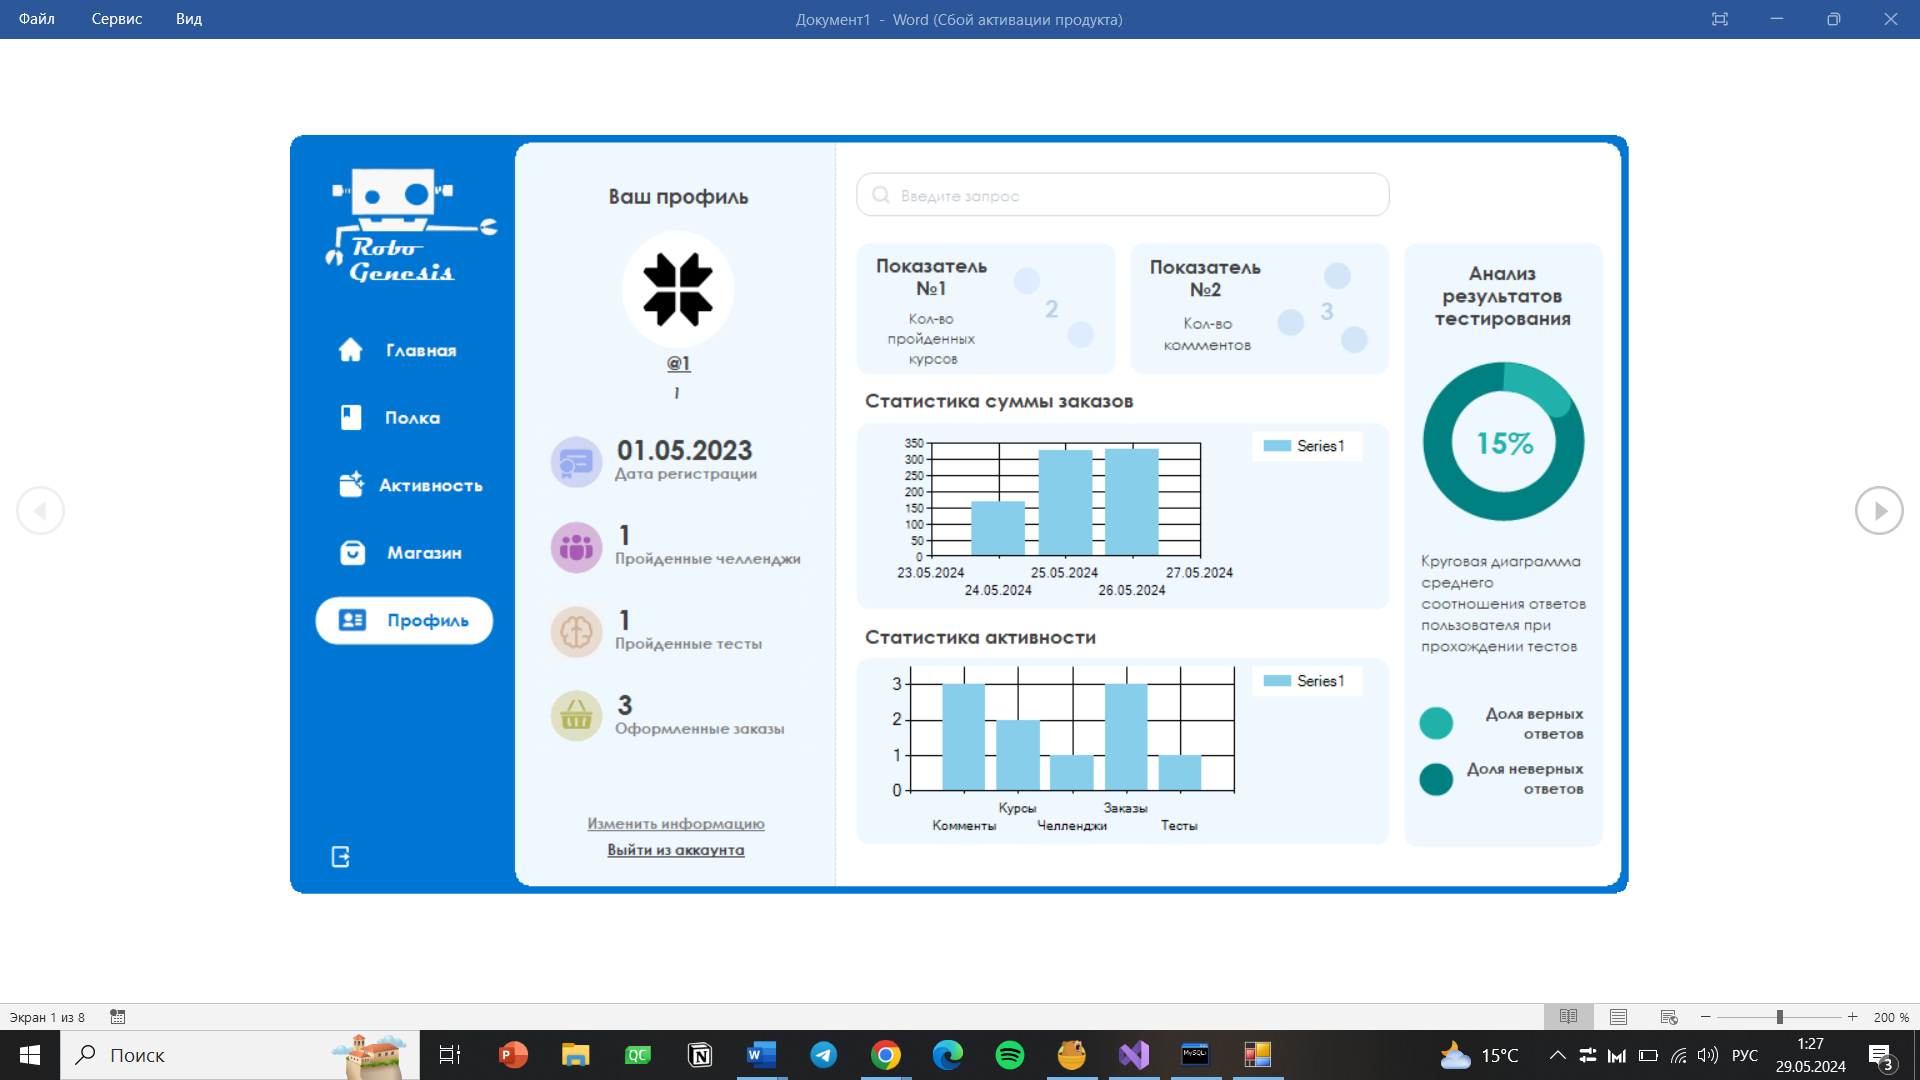 Файл
Сервис
Вид
Документ1 - Word (Сбой активации продукта)
Robo
Genesis
Главная
Полка
Активность
Магазин
Профиль
Ваш профиль
@1
1
01.05.2023
Дата регистрации
1
Пройденные челленджи
1
Пройденные тесты
3
Оформленные заказы
Изменить информацию
Выйти из аккаунта
Введите запрос
Показатель
№1
Кол-во
пройденных
курсов
2
Показатель
№2
Кол-во
комментов
3
Статистика суммы заказов
350
300
250
200
150
100
50
0
23.05.2024
24.05.2024
25.05.2024
26.05.2024
27.05.2024
Series1
Статистика активности
3
2
1
0
Комменты
Курсы
Челленджи
Заказы
Тесты
Series1
Анализ
результатов
тестирования
15%
Круговая диаграмма
среднего
соотношения ответов
пользователя при
прохождении тестов
Доля верных
ответов
Доля неверных
ответов
Экран 1 из 8
200 %
Поиск
P
QC
N
W
MySQL
15°C
РУС
1:27
29.05.2024
3